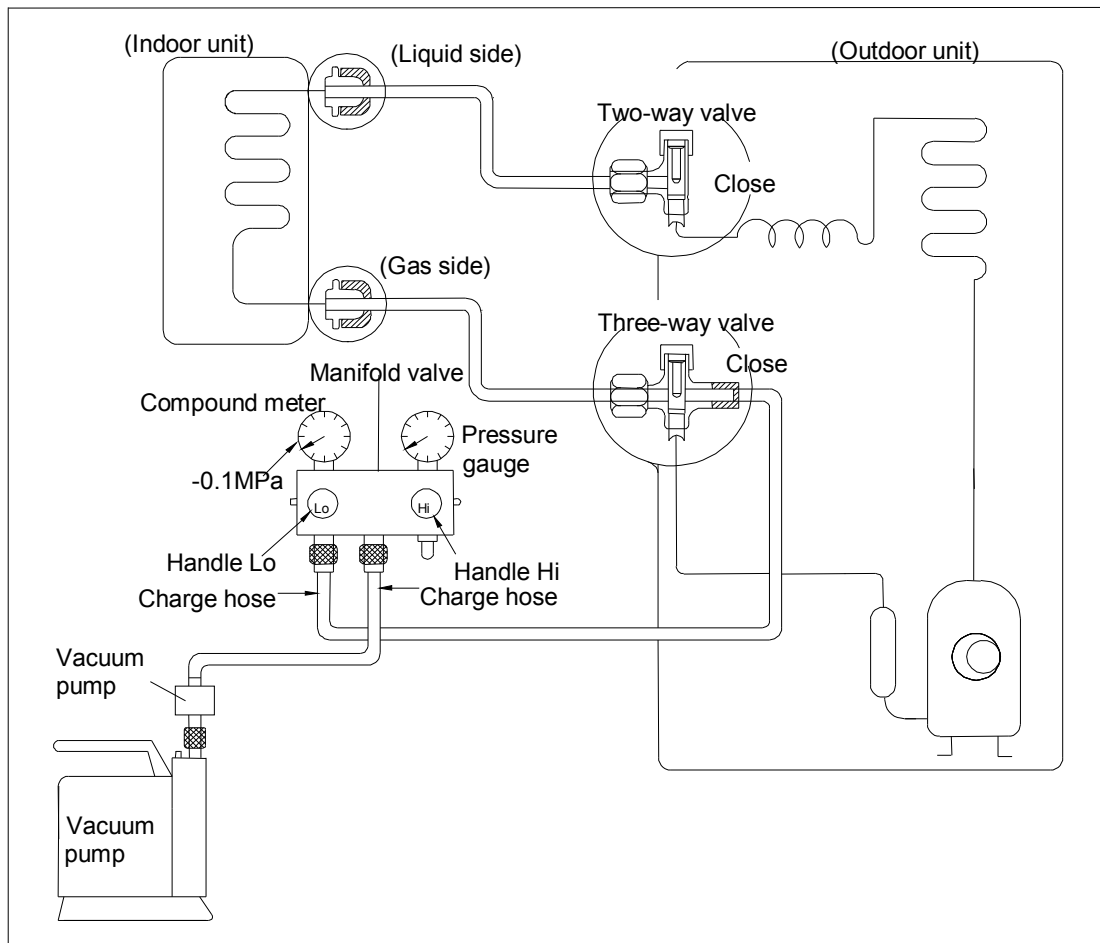 (Indoor unit)
(Liquid side)
(Outdoor unit)
Two-way valve
Close
(Gas side)
Three-way valve
Close
Manifold valve
Compound meter
Pressure
gauge
-0.1MPa
Lo
Hi
Handle Lo
Handle Hi
Charge hose
Charge hose
Vacuum
pump
Vacuum
pump